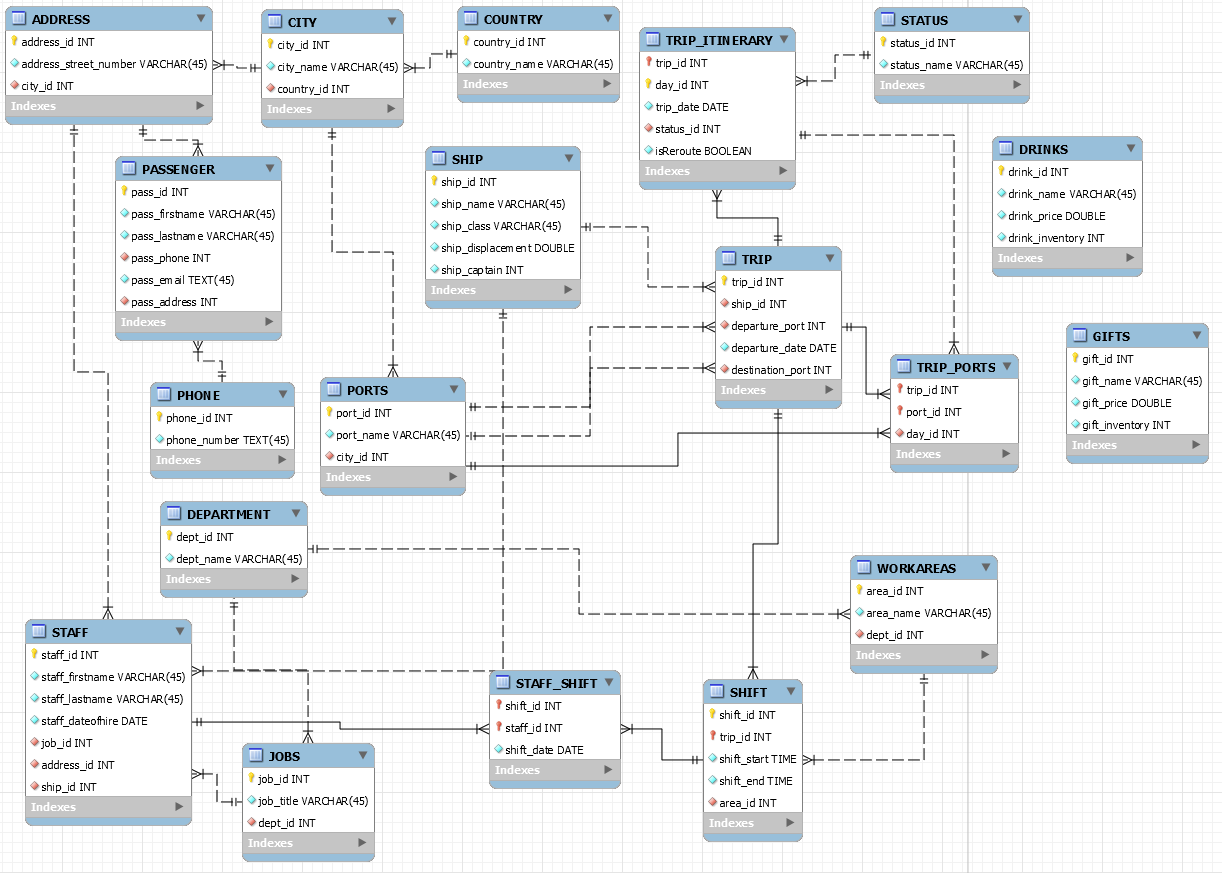 ADDRESS
address_id INT
address_street_number VARCHAR(45)
city_id INT
Indexes
CITY
city_id INT
city_name VARCHAR(45)
country_id INT
Indexes
COUNTRY
country_id INT
country_name VARCHAR(45)
Indexes
TRIP_ITINERARY
trip_id INT
day_id INT
trip_date DATE
status_id INT
isReroute BOOLEAN
Indexes
STATUS
status_id INT
status_name VARCHAR(45)
Indexes
DRINKS
drink_id INT
drink_name VARCHAR(45)
drink_price DOUBLE
drink_inventory INT
Indexes
PASSENGER
pass_id INT
pass_firstname VARCHAR(45)
pass_lastname VARCHAR(45)
pass_phone INT
pass_email TEXT(45)
pass_address INT
Indexes
SHIP
ship_id INT
ship_name VARCHAR(45)
ship_class VARCHAR(45)
ship_displacement DOUBLE
ship_captain INT
Indexes
TRIP
trip_id INT
ship_id INT
departure_port INT
departure_date DATE
destination_port INT
Indexes
GIFTS
gift_id INT
gift_name VARCHAR(45)
gift_price DOUBLE
gift_inventory INT
Indexes
PHONE
phone_id INT
phone_number TEXT(45)
Indexes
PORTS
port_id INT
port_name VARCHAR(45)
city_id INT
Indexes
TRIP_PORTS
trip_id INT
port_id INT
day_id INT
Indexes
DEPARTMENT
dept_id INT
dept_name VARCHAR(45)
Indexes
WORKAREAS
area_id INT
area_name VARCHAR(45)
dept_id INT
Indexes
STAFF
staff_id INT
staff_firstname VARCHAR(45)
staff_lastname VARCHAR(45)
staff_dateofhire DATE
job_id INT
address_id INT
ship_id INT
Indexes
JOBS
job_id INT
job_title VARCHAR(45)
dept_id INT
Indexes
STAFF_SHIFT
shift_id INT
staff_id INT
shift_date DATE
Indexes
SHIFT
shift_id INT
trip_id INT
shift_start TIME
shift_end TIME
area_id INT
Indexes